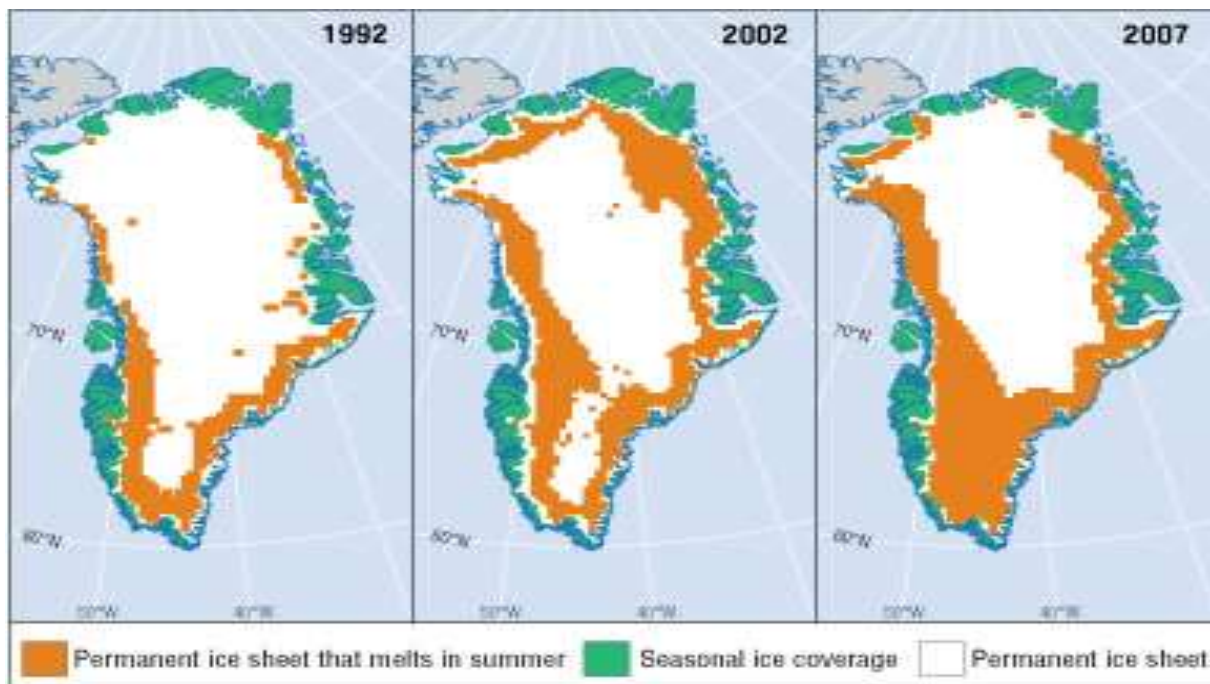 1992
2002
2007
70°N
70°N
70°N
60°N
60°N
60°N
50°W
40°W
50°W
40°W
50°W
40°W
Permanent ice sheet that melts in summer
Seasonal ice coverage
Permanent ice sheet